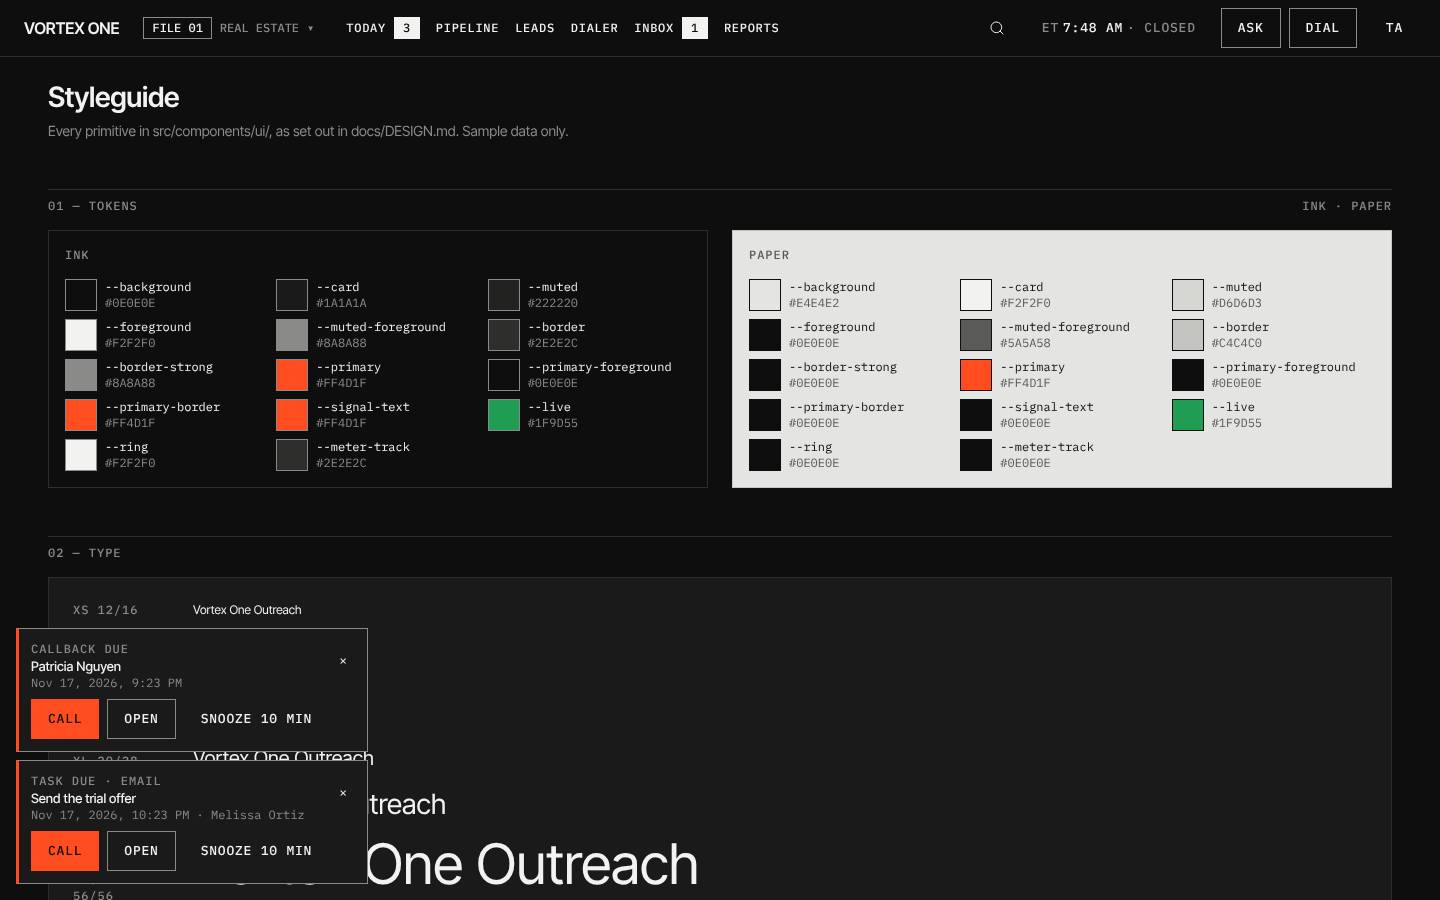 VORTEX ONE FILE 01 REAL ESTATE ▾ TODAY 3 PIPELINE LEADS DIALER INBOX 1 REPORTS ET 7:48 AM · CLOSED ASK DIAL TA
Styleguide
Every primitive in src/components/ui/, as set out in docs/DESIGN.md. Sample data only.
01 — TOKENS INK · PAPER
INK
--background --card --muted
#0E0E0E #1A1A1A #222220
--foreground --muted-foreground --border
#F2F2F0 #8A8A88 #2E2E2C
--border-strong --primary --primary-foreground
#8A8A88 #FF4D1F #0E0E0E
--primary-border --signal-text --live
#FF4D1F #FF4D1F #1F9D55
--ring --meter-track
#F2F2F0 #2E2E2C
PAPER
--background --card --muted
#E4E4E2 #F2F2F0 #D6D6D3
--foreground --muted-foreground --border
#0E0E0E #5A5A58 #C4C4C0
--border-strong --primary --primary-foreground
#0E0E0E #FF4D1F #0E0E0E
--primary-border --signal-text --live
#0E0E0E #0E0E0E #1F9D55
--ring --meter-track
#0E0E0E #0E0E0E
02 — TYPE
XS 12/16 Vortex One Outreach
CALLBACK DUE
Patricia Nguyen ×
Nov 17, 2026, 9:23 PM
CALL OPEN SNOOZE 10 MIN
Vortex One Outreach
TASK DUE · EMAIL
Send the trial offer ×
Nov 17, 2026, 10:23 PM · Melissa Ortiz
CALL OPEN SNOOZE 10 MIN
treach
One Outreach
56/56